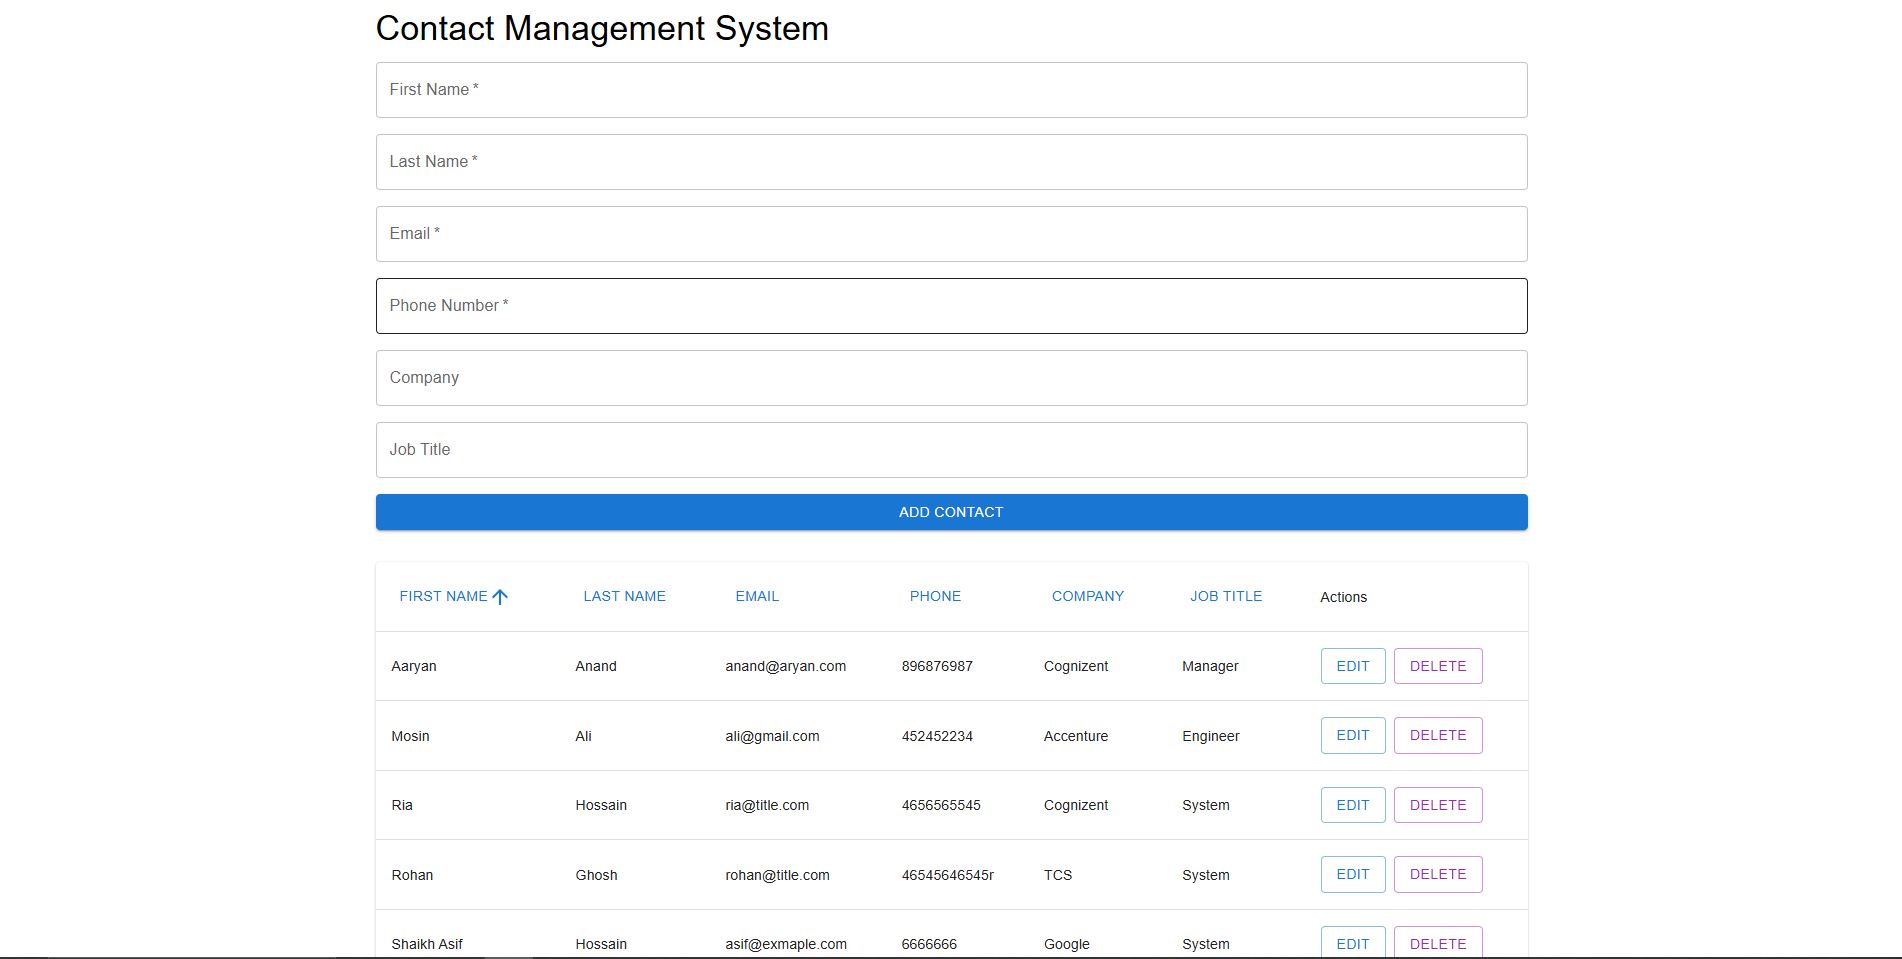 Contact Management System
First Name *
Last Name *
Email *
Phone Number *
Company
Job Title
ADD CONTACT
FIRST NAME LAST NAME EMAIL PHONE COMPANY JOB TITLE Actions
Aaryan Anand anand@aryan.com 896876987 Cognizent Manager EDIT DELETE
Mosin Ali ali@gmail.com 452452234 Accenture Engineer EDIT DELETE
Ria Hossain ria@title.com 4656565545 Cognizent System EDIT DELETE
Rohan Ghosh rohan@title.com 46545646545r TCS System EDIT DELETE
Shaikh Asif Hossain asif@exmaple.com 6666666 Google System EDIT DELETE